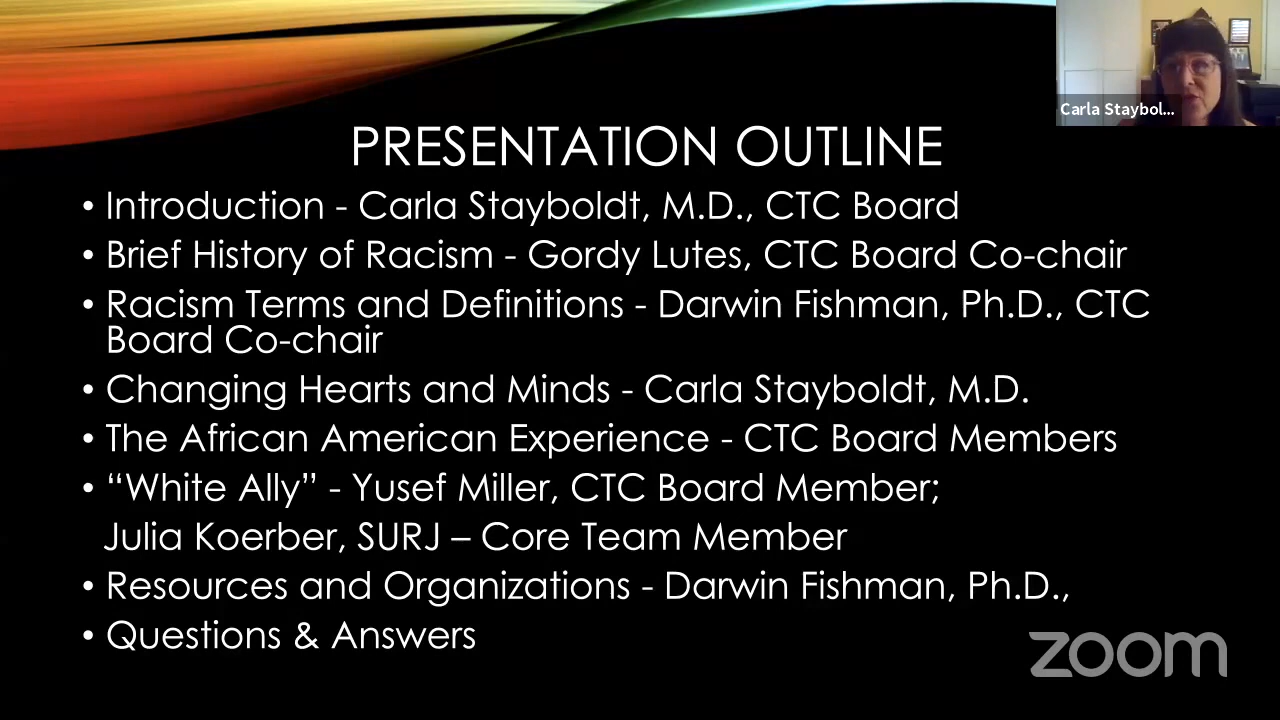 Carla Staybol...
PRESENTATION OUTLINE
• Introduction - Carla Stayboldt, M.D., CTC Board
• Brief History of Racism - Gordy Lutes, CTC Board Co-chair
• Racism Terms and Definitions - Darwin Fishman, Ph.D., CTC
Board Co-chair
• Changing Hearts and Minds - Carla Stayboldt, M.D.
• The African American Experience - CTC Board Members
• “White Ally” - Yusef Miller, CTC Board Member;
Julia Koerber, SURJ – Core Team Member
• Resources and Organizations - Darwin Fishman, Ph.D.,
• Questions & Answers
zoom